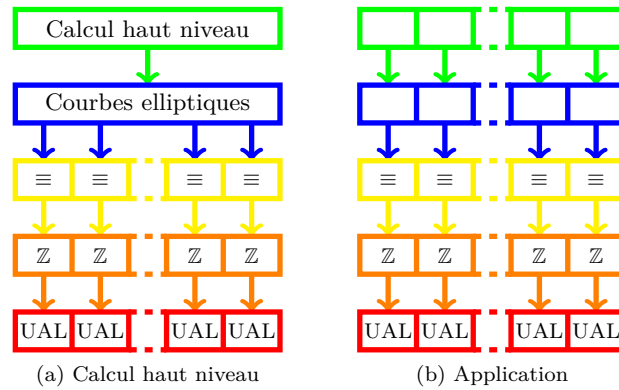 Calcul haut niveau
Courbes elliptiques
≡ ≡ ≡ ≡ ≡ ≡ ≡ ≡
ℤ ℤ ℤ ℤ ℤ ℤ ℤ ℤ
UAL UAL UAL UAL UAL UAL UAL UAL
(a) Calcul haut niveau (b) Application